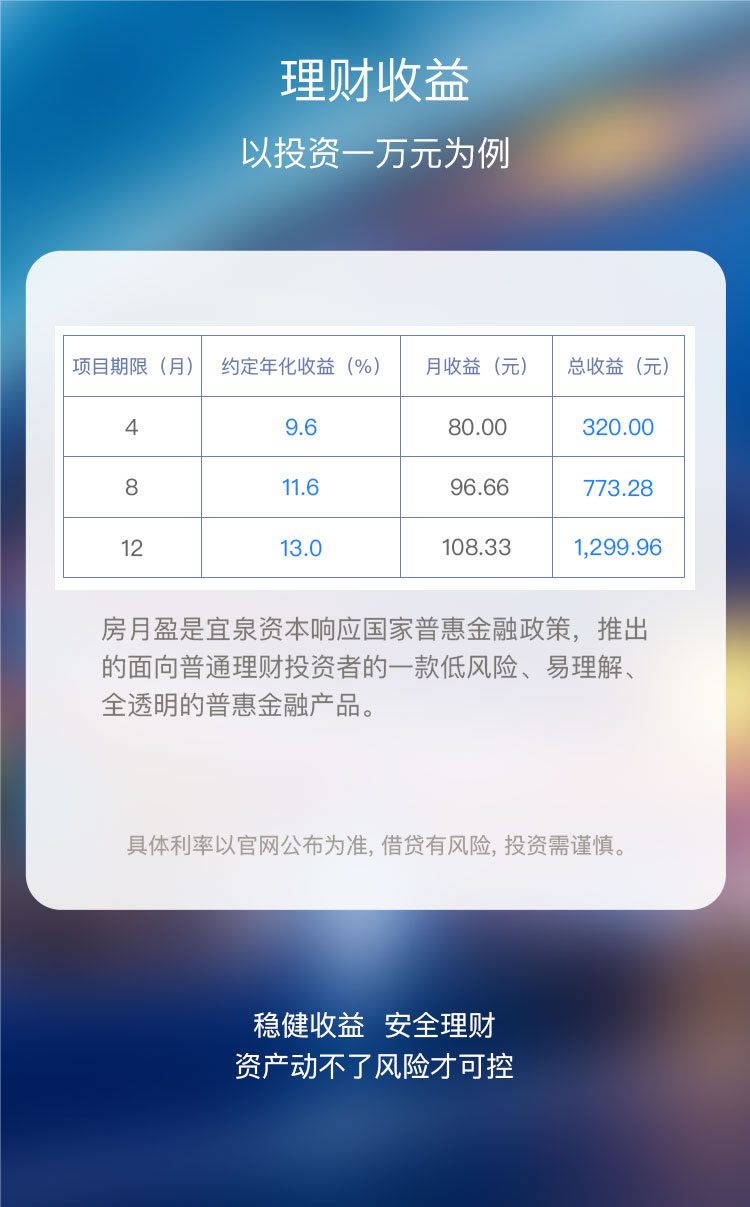 理财收益
以投资一万元为例
项目期限（月） 约定年化收益（%） 月收益（元） 总收益（元）
4 9.6 80.00 320.00
8 11.6 96.66 773.28
12 13.0 108.33 1,299.96
房月盈是宜泉资本响应国家普惠金融政策，推出
的面向普通理财投资者的一款低风险、易理解、
全透明的普惠金融产品。
具体利率以官网公布为准, 借贷有风险, 投资需谨慎。
稳健收益 安全理财
资产动不了风险才可控